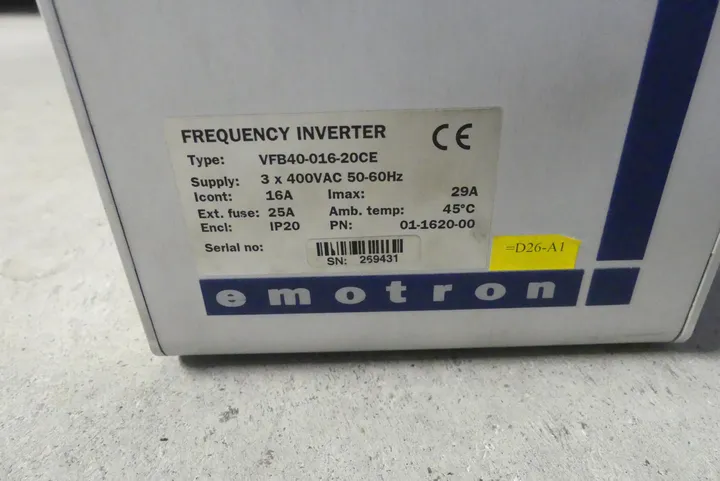 FREQUENCY INVERTER CE
Type: VFB40-016-20CE
Supply: 3 x 400VAC 50-60Hz
Icont: 16A Imax: 29A
Ext. fuse: 25A Amb. temp: 45°C
Encl: IP20 PN: 01-1620-00
Serial no:
SN: 269431
=D26-A1
emotron